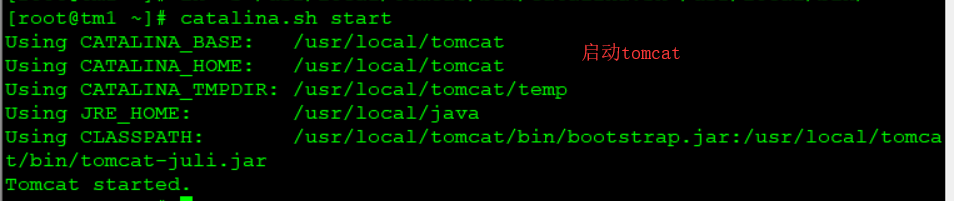 [root@tm1 ~]# catalina.sh start
Using CATALINA_BASE:   /usr/local/tomcat
启动tomcat
Using CATALINA_HOME:   /usr/local/tomcat
Using CATALINA_TMPDIR: /usr/local/tomcat/temp
Using JRE_HOME:        /usr/local/java
Using CLASSPATH:       /usr/local/tomcat/bin/bootstrap.jar:/usr/local/tomca
t/bin/tomcat-juli.jar
Tomcat started.